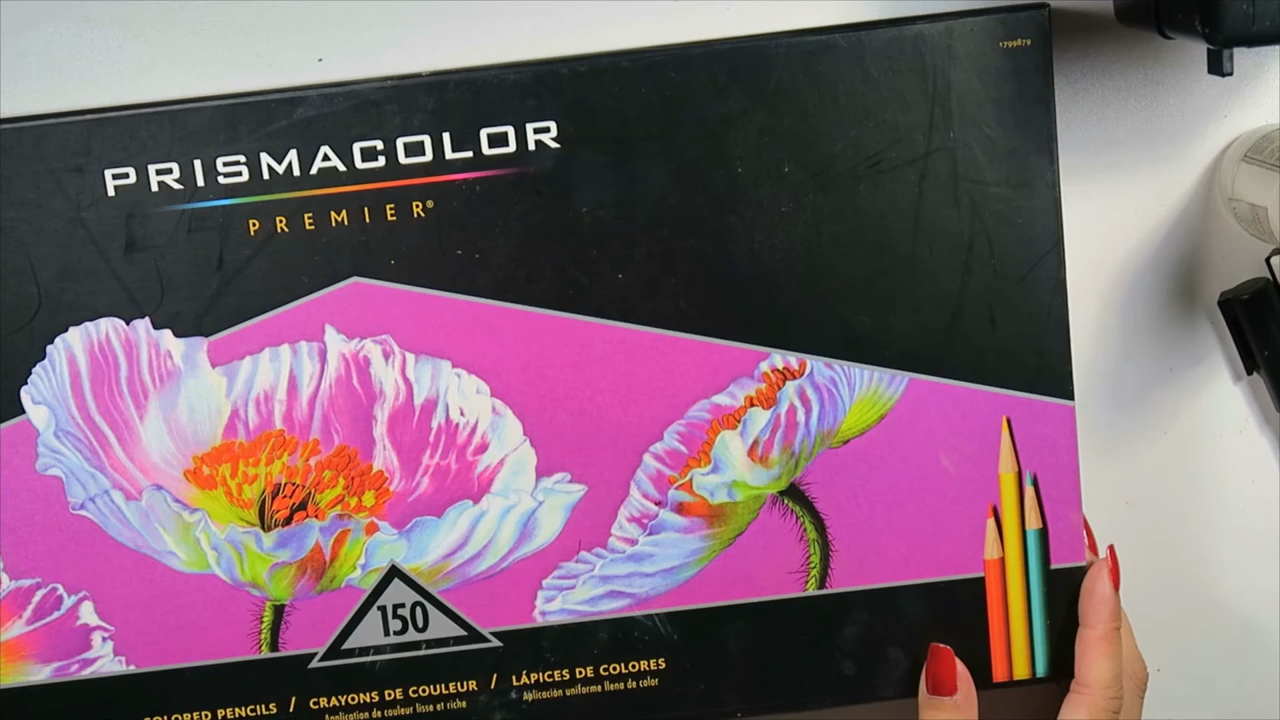 1799879
PRISMACOLOR
PREMIER®
150
COLORED PENCILS / CRAYONS DE COULEUR / LÁPICES DE COLORES
Application de couleur lisse et riche
Aplicación uniforme llena de color